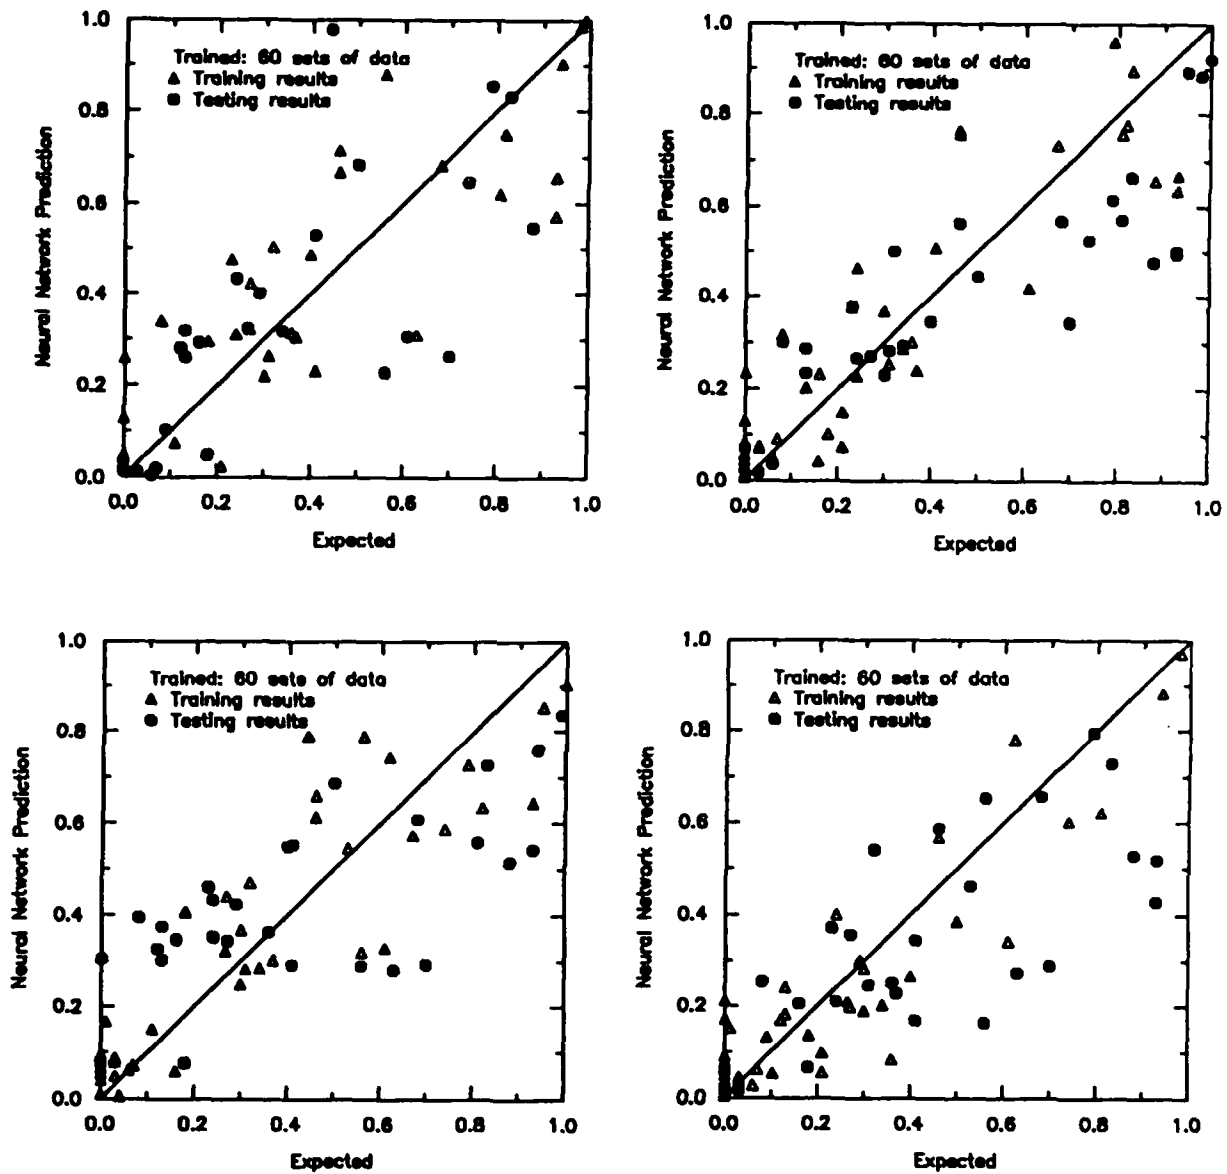 1.0
0.8
0.6
0.4
0.2
0.0
Neural Network Prediction
Trained: 60 sets of data
Training results
Testing results
0.0 0.2 0.4 0.6 0.8 1.0
Expected
1.0
0.8
0.6
0.4
0.2
0.0
Neural Network Prediction
Trained: 60 sets of data
Training results
Testing results
0.0 0.2 0.4 0.6 0.8 1.0
Expected
1.0
0.8
0.6
0.4
0.2
0.0
Neural Network Prediction
Trained: 60 sets of data
Training results
Testing results
0.0 0.2 0.4 0.6 0.8 1.0
Expected
1.0
0.8
0.6
0.4
0.2
0.0
Neural Network Prediction
Trained: 60 sets of data
Training results
Testing results
0.0 0.2 0.4 0.6 0.8 1.0
Expected